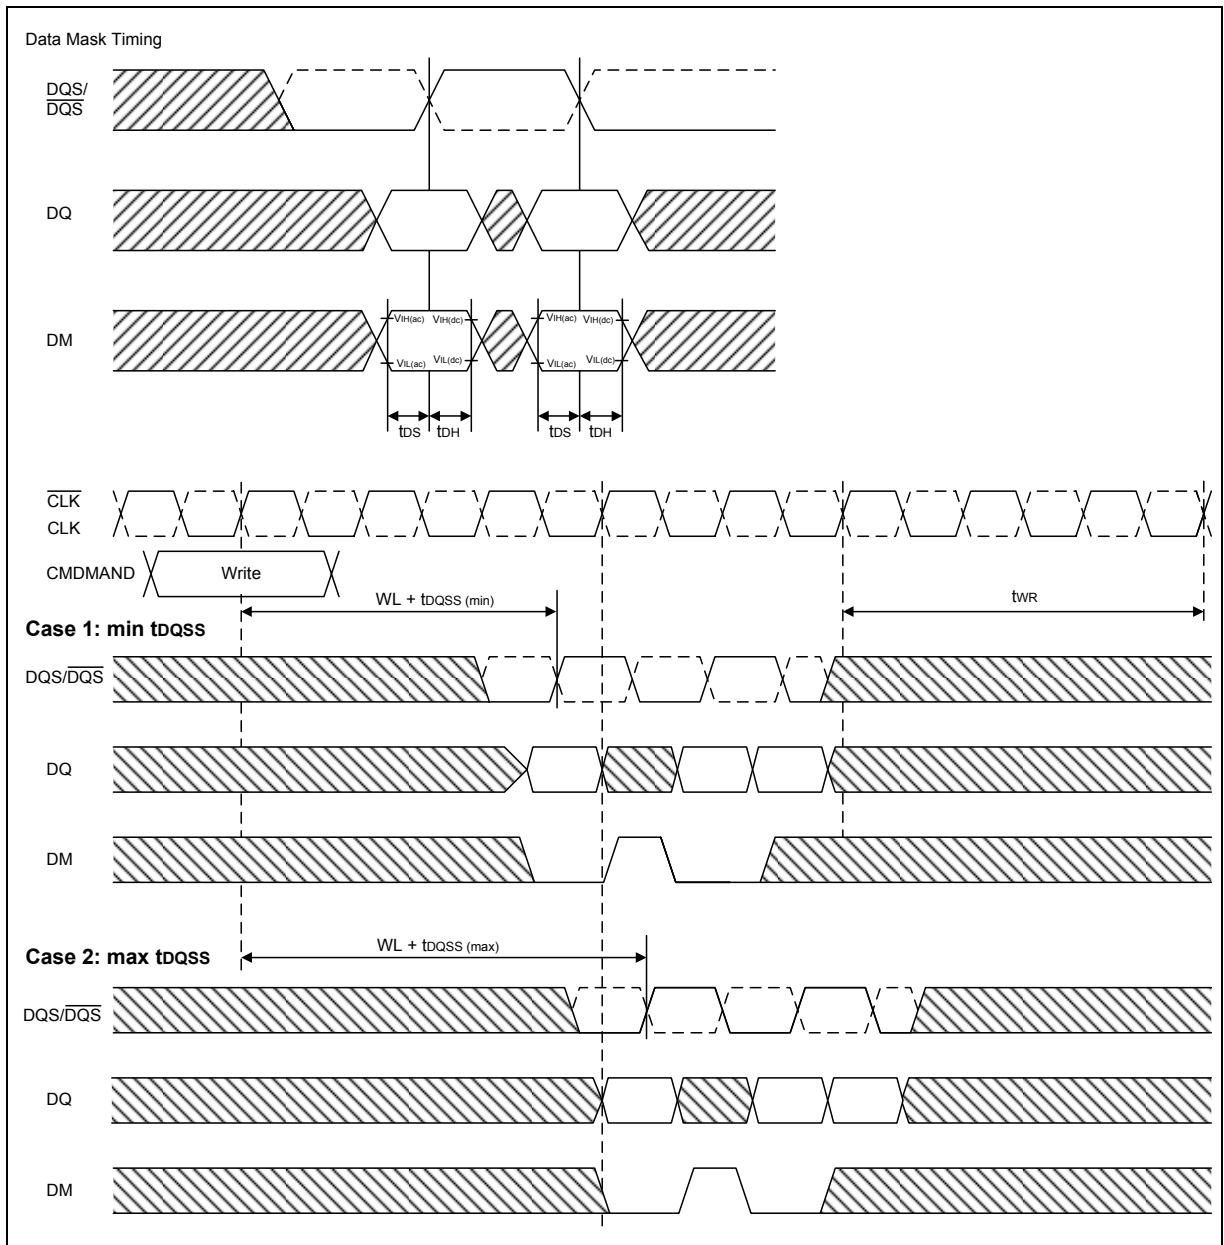 Data Mask Timing
DQS/
DQS
DQ
DM
VIH(ac) VIH(dc) VIH(ac) VIH(dc)
VIL(ac) VIL(dc) VIL(ac) VIL(dc)
tDS tDH tDS tDH
CLK
CLK
CMDMAND Write
WL + tDQSS (min) tWR
Case 1: min tDQSS
DQS/DQS
DQ
DM
WL + tDQSS (max)
Case 2: max tDQSS
DQS/DQS
DQ
DM